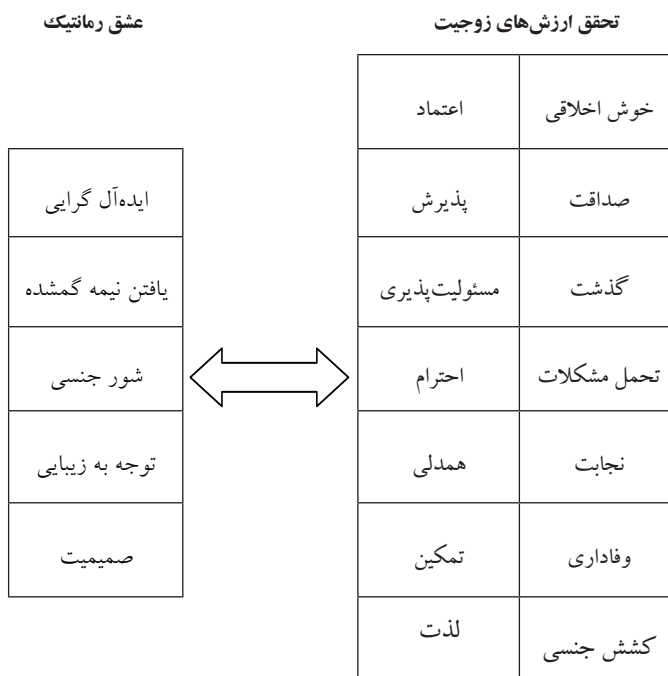 تحقق ارزش‌های زوجیت
خوش اخلاقی
اعتماد
صداقت
پذیرش
گذشت
مسئولیت‌پذیری
تحمل مشکلات
احترام
نجابت
همدلی
وفاداری
تمکین
کشش جنسی
لذت
عشق رمانتیک
ایده‌آل گرایی
یافتن نیمه گمشده
شور جنسی
توجه به زیبایی
صمیمیت